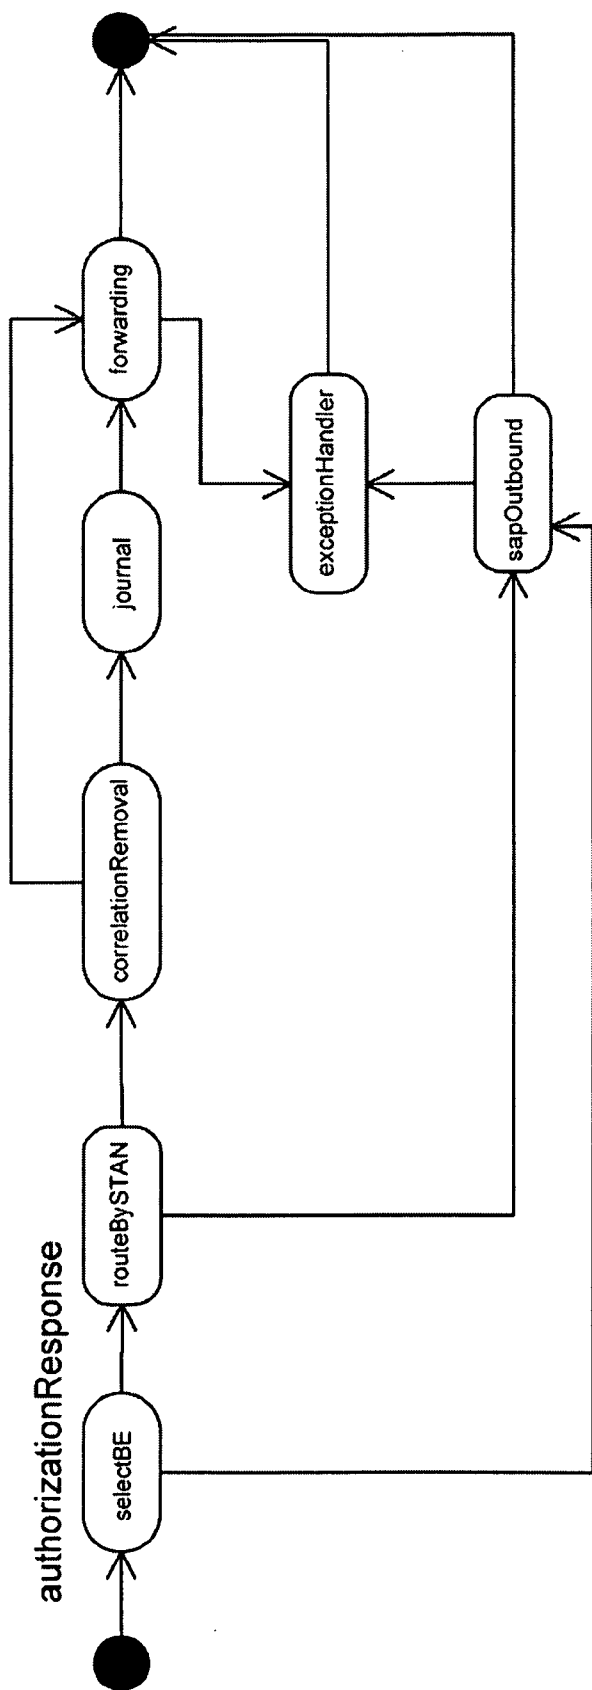 authorizationResponse
selectBE
routeBySTAN
correlationRemoval
journal
forwarding
exceptionHandler
sapOutbound